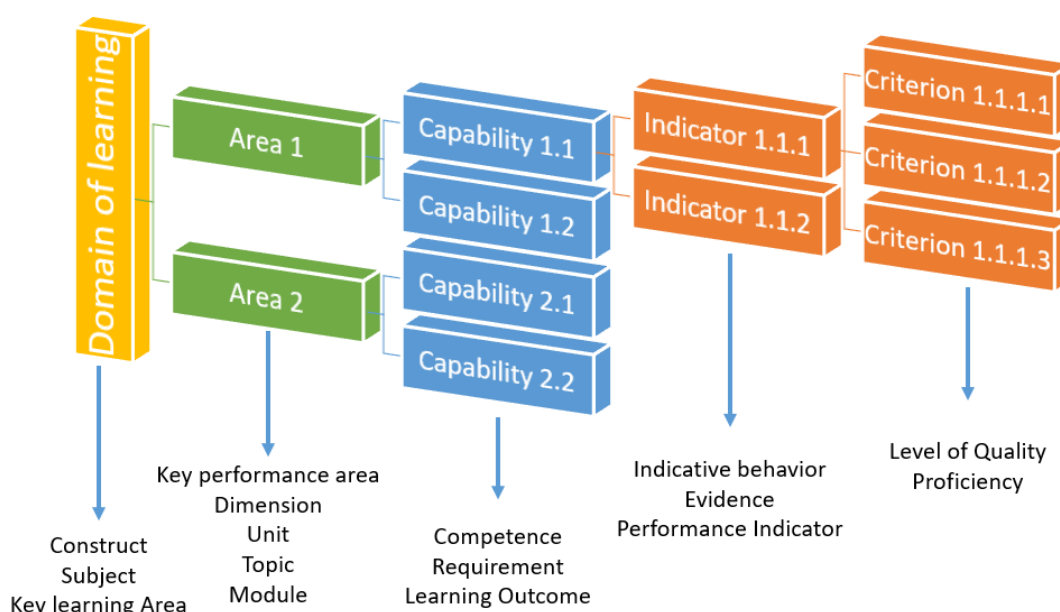 Domain of learning
Area 1
Area 2
Capability 1.1
Capability 1.2
Capability 2.1
Capability 2.2
Indicator 1.1.1
Indicator 1.1.2
Criterion 1.1.1.1
Criterion 1.1.1.2
Criterion 1.1.1.3
Construct
Subject
Key learning Area
Key performance area
Dimension
Unit
Topic
Module
Competence
Requirement
Learning Outcome
Indicative behavior
Evidence
Performance Indicator
Level of Quality
Proficiency